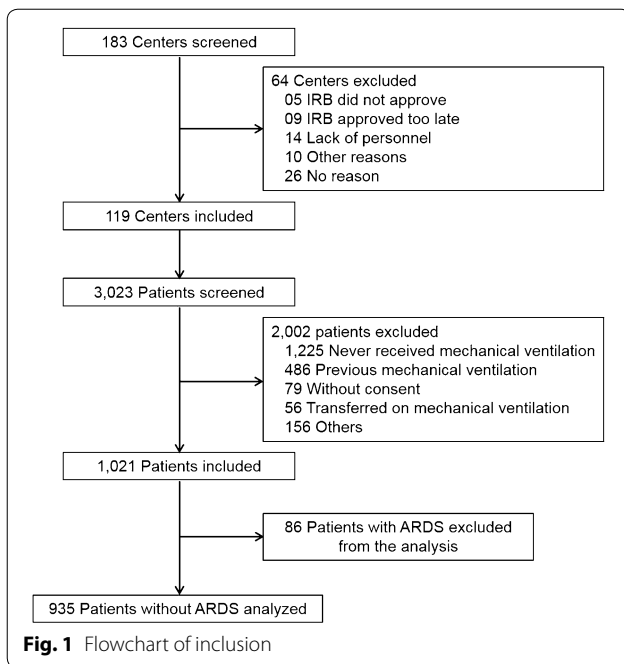 183 Centers screened
64 Centers excluded
05 IRB did not approve
09 IRB approved too late
14 Lack of personnel
10 Other reasons
26 No reason
119 Centers included
3,023 Patients screened
2,002 patients excluded
1,225 Never received mechanical ventilation
486 Previous mechanical ventilation
79 Without consent
56 Transferred on mechanical ventilation
156 Others
1,021 Patients included
86 Patients with ARDS excluded
from the analysis
935 Patients without ARDS analyzed
Fig. 1 Flowchart of inclusion